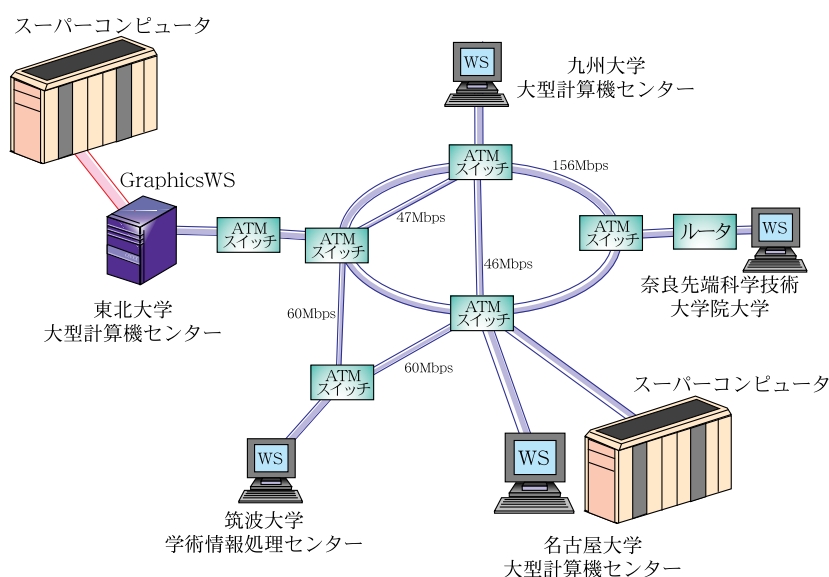 スーパーコンピュータ
WS
九州大学
大型計算機センター
ATM
スイッチ
156Mbps
GraphicsWS
47Mbps
ATM
スイッチ
ATM
スイッチ
ATM
スイッチ
ルータ
WS
46Mbps
奈良先端科学技術
大学院大学
東北大学
大型計算機センター
60Mbps
ATM
スイッチ
60Mbps
ATM
スイッチ
スーパーコンピュータ
WS
WS
筑波大学
学術情報処理センター
名古屋大学
大型計算機センター